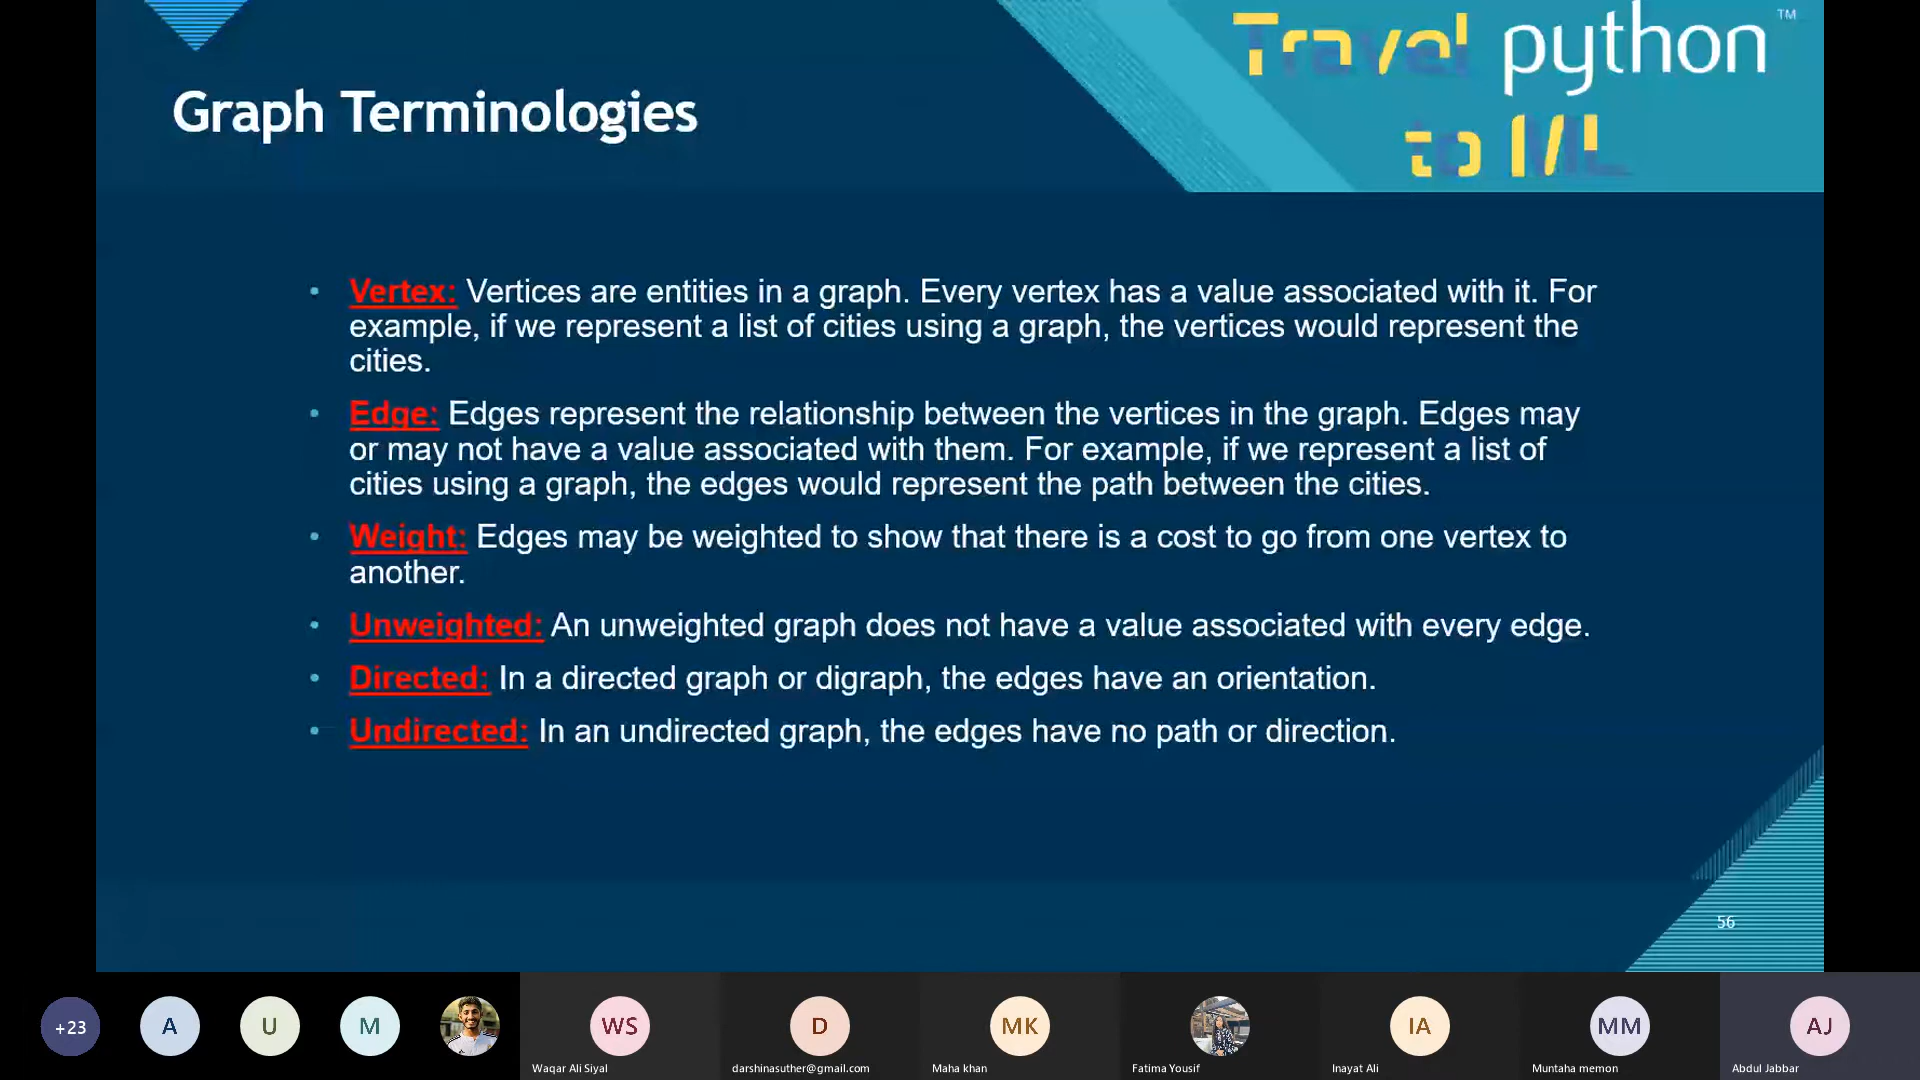 Travel python ™
to ML
Graph Terminologies
• Vertex: Vertices are entities in a graph. Every vertex has a value associated with it. For
example, if we represent a list of cities using a graph, the vertices would represent the
cities.
• Edge: Edges represent the relationship between the vertices in the graph. Edges may
or may not have a value associated with them. For example, if we represent a list of
cities using a graph, the edges would represent the path between the cities.
• Weight: Edges may be weighted to show that there is a cost to go from one vertex to
another.
• Unweighted: An unweighted graph does not have a value associated with every edge.
• Directed: In a directed graph or digraph, the edges have an orientation.
• Undirected: In an undirected graph, the edges have no path or direction.
56
+23 A U M WS D MK IA MM AJ
Waqar Ali Siyal darshinasuther@gmail.com Maha khan Fatima Yousif Inayat Ali Muntaha memon Abdul Jabbar